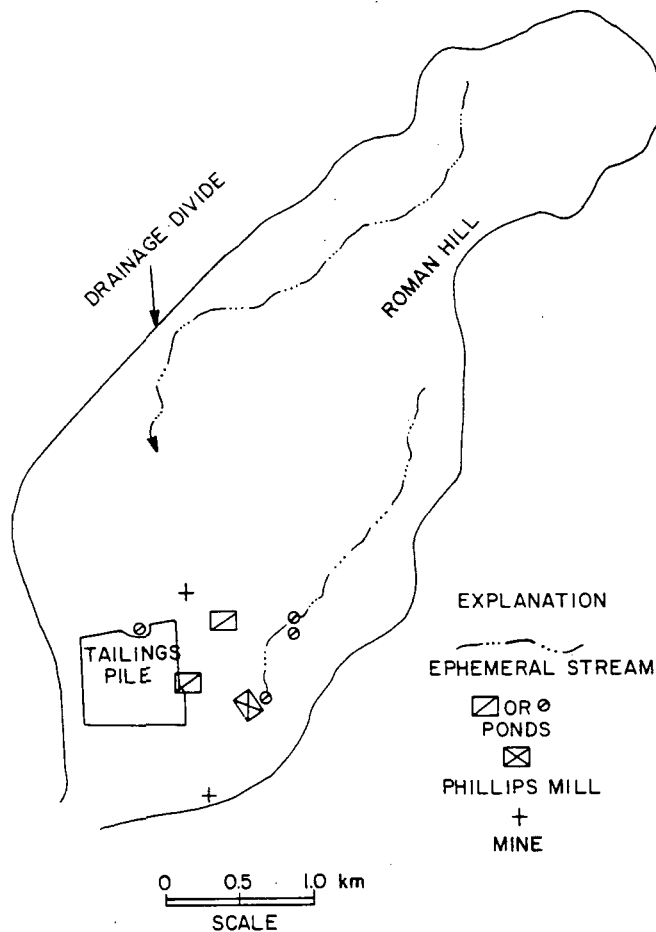 DRAINAGE DIVIDE
ROMAN HILL
TAILINGS
PILE
EXPLANATION
EPHEMERAL STREAM
OR
PONDS
PHILLIPS MILL
MINE
0 0.5 1.0 km
SCALE